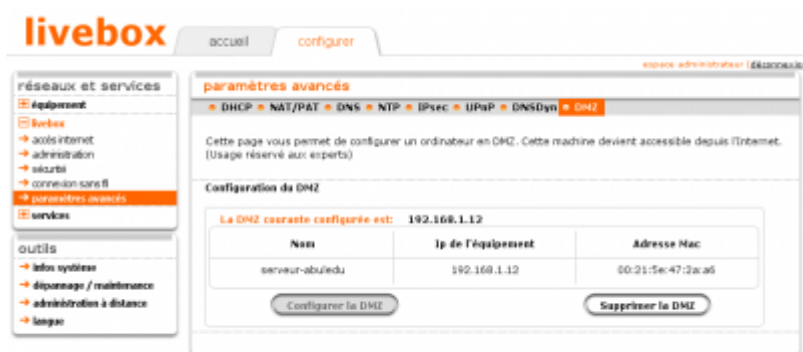 livebox
accueil
configurer
espace administrateur (déconnexio
réseaux et services
équipement
livebox
accès internet
administration
sécurité
connexion sans fil
paramètres avancés
services
outils
infos système
dépannage / maintenance
administration à distance
langue
paramètres avancés
DHCP NAT/PAT DNS NTP IPsec UPnP DNSDyn DMZ
Cette page vous permet de configurer un ordinateur en DMZ. Cette machine devient accessible depuis l'Internet.
(Usage réservé aux experts)
Configuration du DMZ
La DMZ courante configurée est: 192.168.1.12
Nom Ip de l'équipement Adresse Mac
serveur-abuledu 192.168.1.12 00:21:5e:47:2a:a6
Configurer la DMZ Supprimer la DMZ